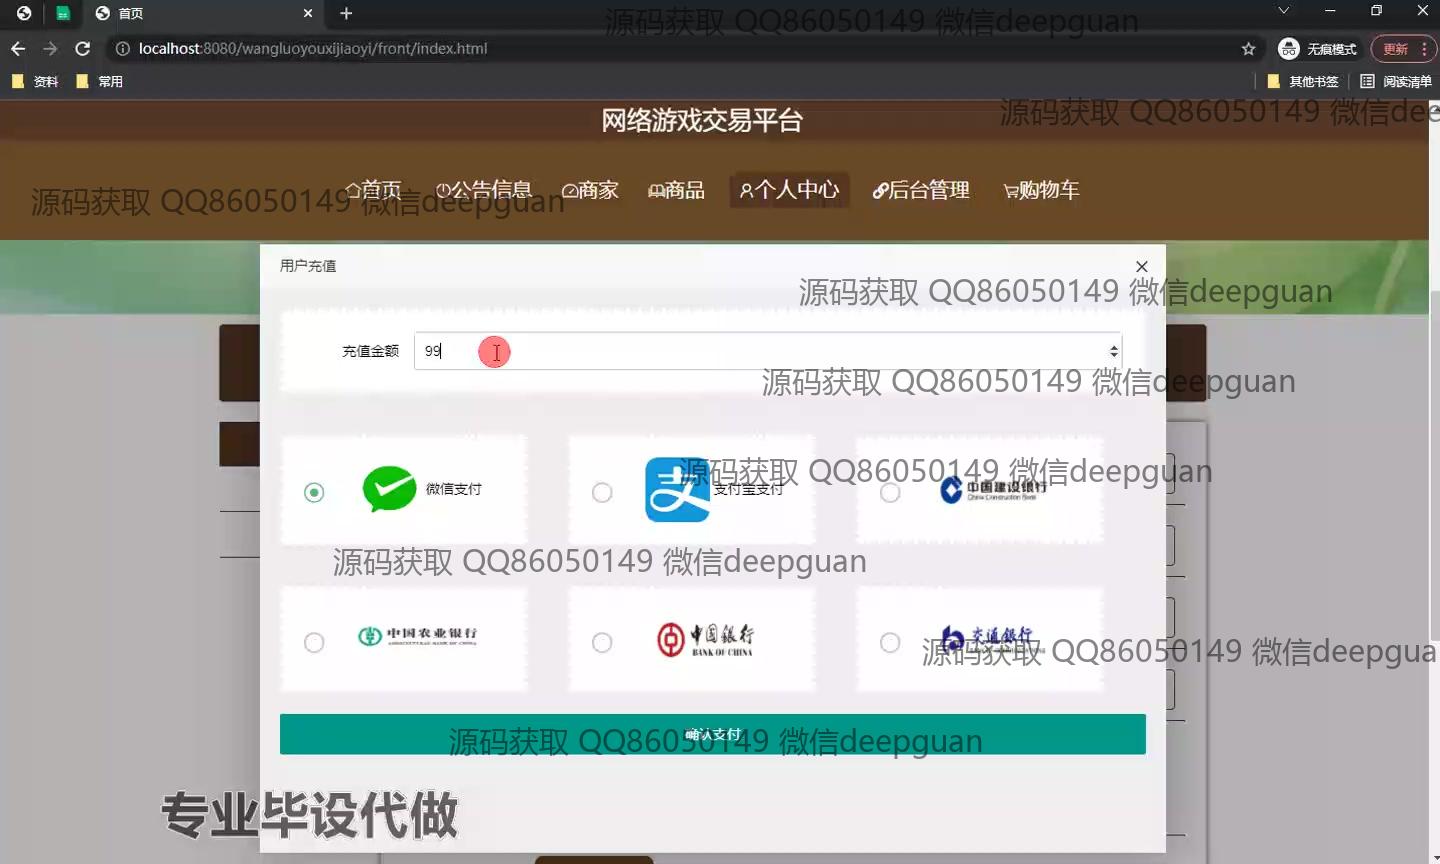 首页
localhost:8080/wangluoyouxijiaoyi/front/index.html
无痕模式
更新
资料
常用
其他书签
阅读清单
源码获取 QQ86050149 微信deepguan
网络游戏交易平台
源码获取 QQ86050149 微信dee
首页
公告信息
商家
商品
个人中心
后台管理
购物车
源码获取 QQ86050149 微信deepguan
用户充值
源码获取 QQ86050149 微信deepguan
充值金额
99
源码获取 QQ86050149 微信deepguan
微信支付
支付宝支付
中国建设银行
China Construction Bank
源码获取 QQ86050149 微信deepguan
源码获取 QQ86050149 微信deepguan
中国农业银行
AGRICULTURAL BANK OF CHINA
中国银行
BANK OF CHINA
交通银行
源码获取 QQ86050149 微信deepgua
确认支付
源码获取 QQ86050149 微信deepguan
专业毕设代做